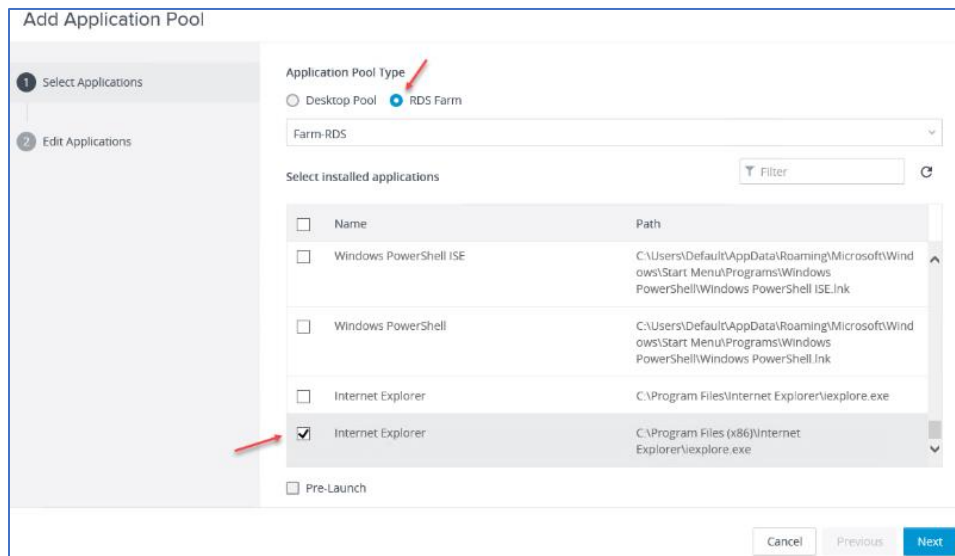 Add Application Pool
1 Select Applications
2 Edit Applications
Application Pool Type
Desktop Pool RDS Farm
Farm-RDS
Select installed applications
Filter
Name Path
Windows PowerShell ISE C:\Users\Default\AppData\Roaming\Microsoft\Wind
ows\Start Menu\Programs\Windows
PowerShell\Windows PowerShell ISE.lnk
Windows PowerShell C:\Users\Default\AppData\Roaming\Microsoft\Wind
ows\Start Menu\Programs\Windows
PowerShell\Windows PowerShell.lnk
Internet Explorer C:\Program Files\Internet Explorer\iexplore.exe
Internet Explorer C:\Program Files (x86)\Internet
Explorer\iexplore.exe
Pre-Launch
Cancel Previous Next